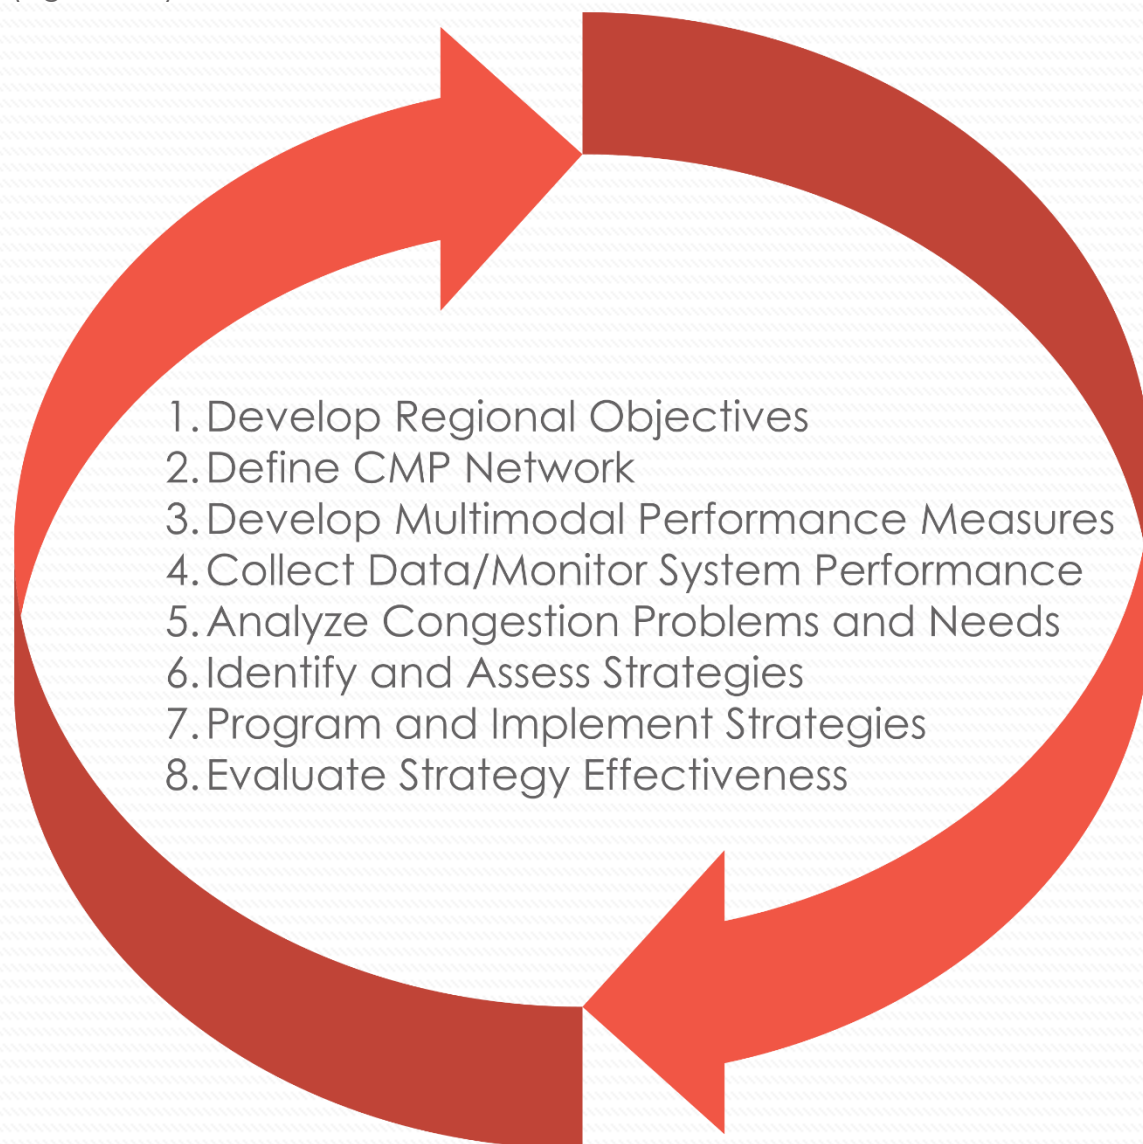 1. Develop Regional Objectives
2. Define CMP Network
3. Develop Multimodal Performance Measures
4. Collect Data/Monitor System Performance
5. Analyze Congestion Problems and Needs
6. Identify and Assess Strategies
7. Program and Implement Strategies
8. Evaluate Strategy Effectiveness